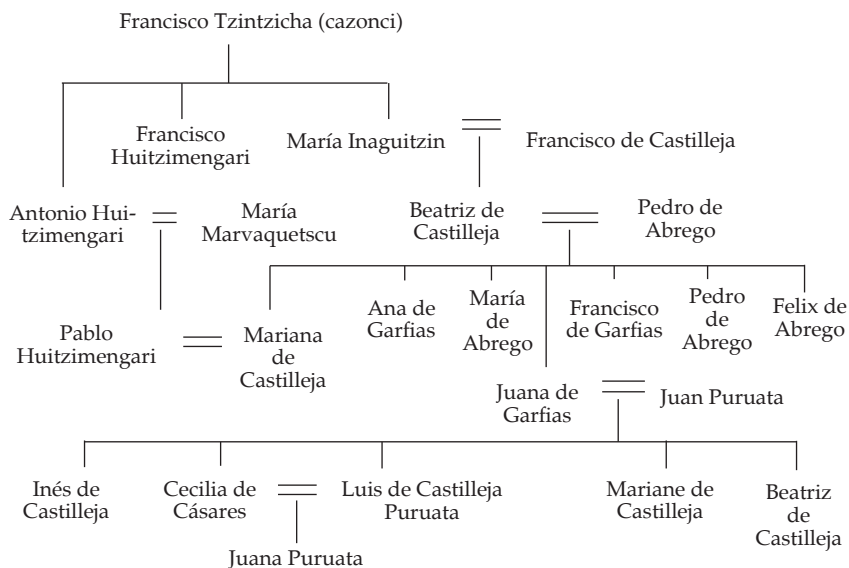 Francisco Tzintzicha (cazonci)
Francisco
Huitzimengari
María Inaguitzin
Francisco de Castilleja
Antonio Hui-
tzimengari
María
Marvaquetscu
Beatriz de
Castilleja
Pedro de
Abrego
Ana de
Garfias
María
de
Abrego
Francisco
de Garfias
Pedro
de
Abrego
Felix de
Abrego
Pablo
Huitzimengari
Mariana
de
Castilleja
Juana de
Garfias
Juan Puruata
Inés de
Castilleja
Cecilia de
Cásares
Luis de Castilleja
Puruata
Mariane de
Castilleja
Beatriz
de
Castilleja
Juana Puruata